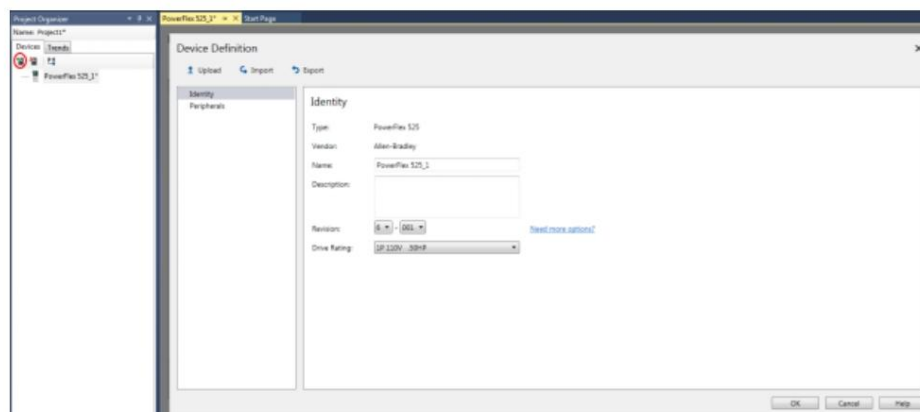 Project Organizer
PowerFlex 525_1* Start Page
Name: Project1*
Devices Trends
PowerFlex 525_1*
Device Definition
Upload Import Export
Identity
Peripherals
Identity
Type: PowerFlex 525
Vendor: Allen-Bradley
Name: PowerFlex 525_1
Description:
Revision: 6 - 001 Need more options?
Drive Rating: 1P 110V .50HP
OK Cancel Help